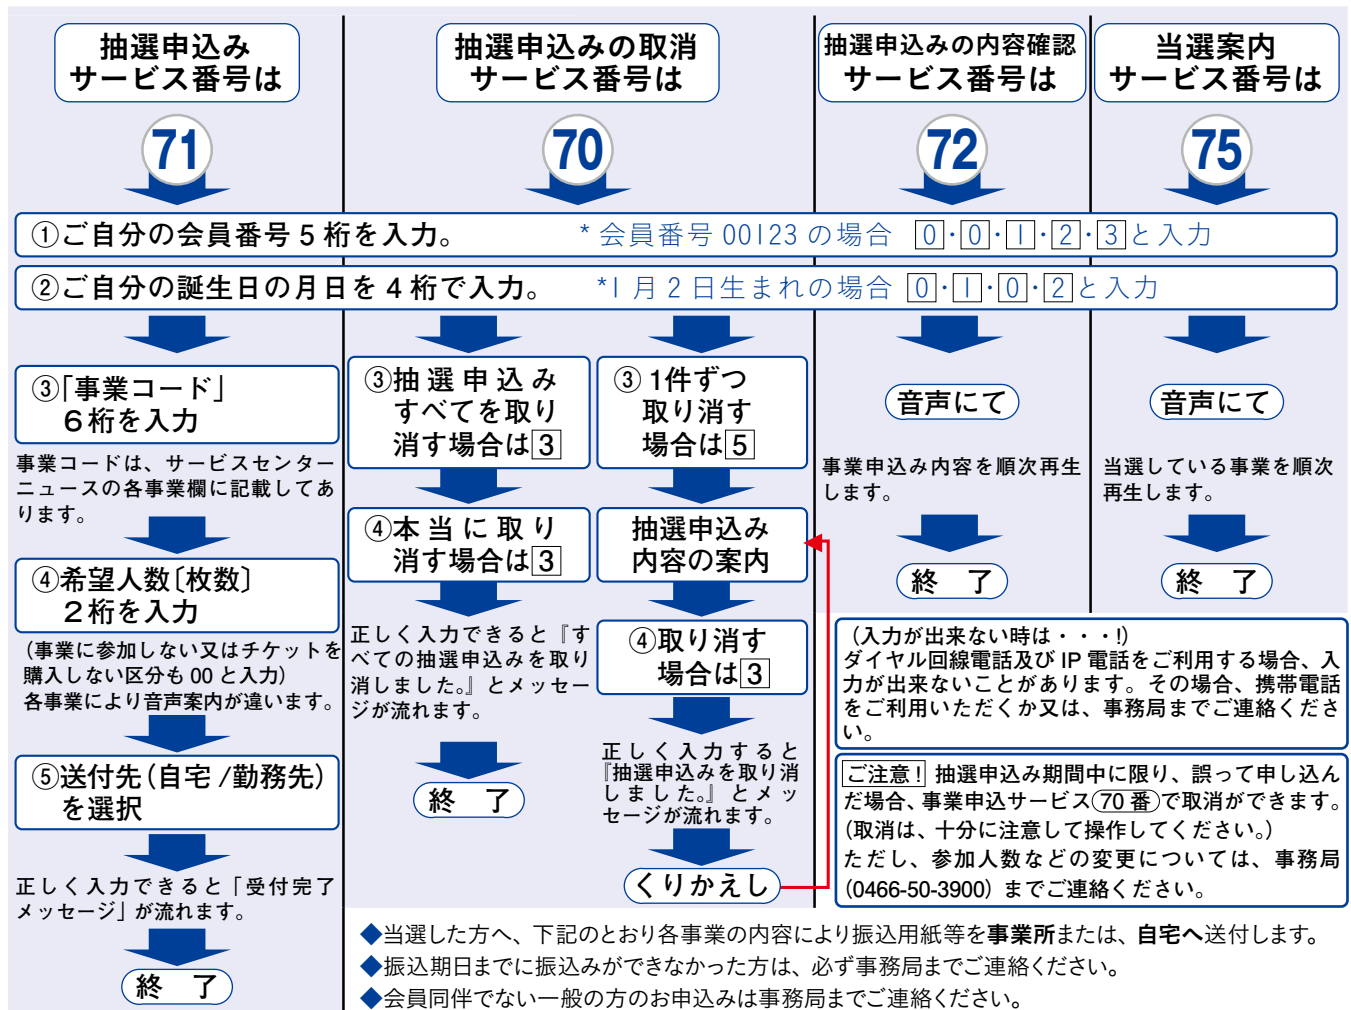 抽選申込み
サービス番号は
71
抽選申込みの取消
サービス番号は
70
抽選申込みの内容確認
サービス番号は
72
当選案内
サービス番号は
75
①ご自分の会員番号5桁を入力。 *会員番号00123の場合 0・0・1・2・3と入力
②ご自分の誕生日の月日を4桁で入力。 *1月2日生まれの場合 0・1・0・2と入力
③「事業コード」
6桁を入力
事業コードは、サービスセンター
ニュースの各事業欄に記載してあ
ります。
④希望人数〔枚数〕
2桁を入力
(事業に参加しない又はチケットを
購入しない区分も00と入力)
各事業により音声案内が違います。
⑤送付先(自宅/勤務先)
を選択
正しく入力できると「受付完了
メッセージ」が流れます。
終 了
③抽選申込み
すべてを取り
消す場合は3
④本当に取り
消す場合は3
正しく入力できると『す
べての抽選申込みを取り
消しました。』とメッセー
ジが流れます。
終 了
③1件ずつ
取り消す
場合は5
抽選申込み
内容の案内
④取り消す
場合は3
正しく入力すると
『抽選申込みを取り消
しました。』とメッ
セージが流れます。
くりかえし
音声にて
事業申込み内容を順次再生
します。
終 了
音声にて
当選している事業を順次
再生します。
終 了
(入力が出来ない時は・・・!)
ダイヤル回線電話及びIP電話をご利用する場合、入
力が出来ないことがあります。その場合、携帯電話
をご利用いただくか又は、事務局までご連絡くださ
い。
ご注意! 抽選申込み期間中に限り、誤って申し込ん
だ場合、事業申込サービス(70番)で取消ができます。
(取消は、十分に注意して操作してください。)
ただし、参加人数などの変更については、事務局
(0466-50-3900)までご連絡ください。
◆当選した方へ、下記のとおり各事業の内容により振込用紙等を事業所または、自宅へ送付します。
◆振込期日までに振込みができなかった方は、必ず事務局までご連絡ください。
◆会員同伴でない一般の方のお申込みは事務局までご連絡ください。